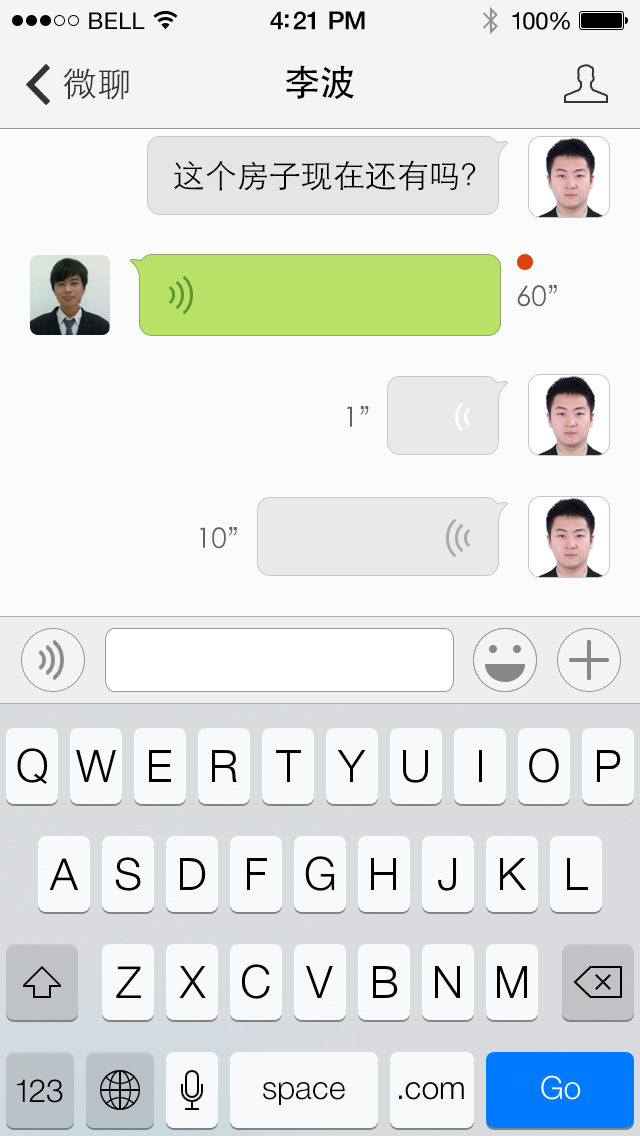 BELL 4:21 PM 100%
微聊 李波
这个房子现在还有吗?
60”
1”
10”
Q W E R T Y U I O P
A S D F G H J K L
Z X C V B N M
123 space .com Go